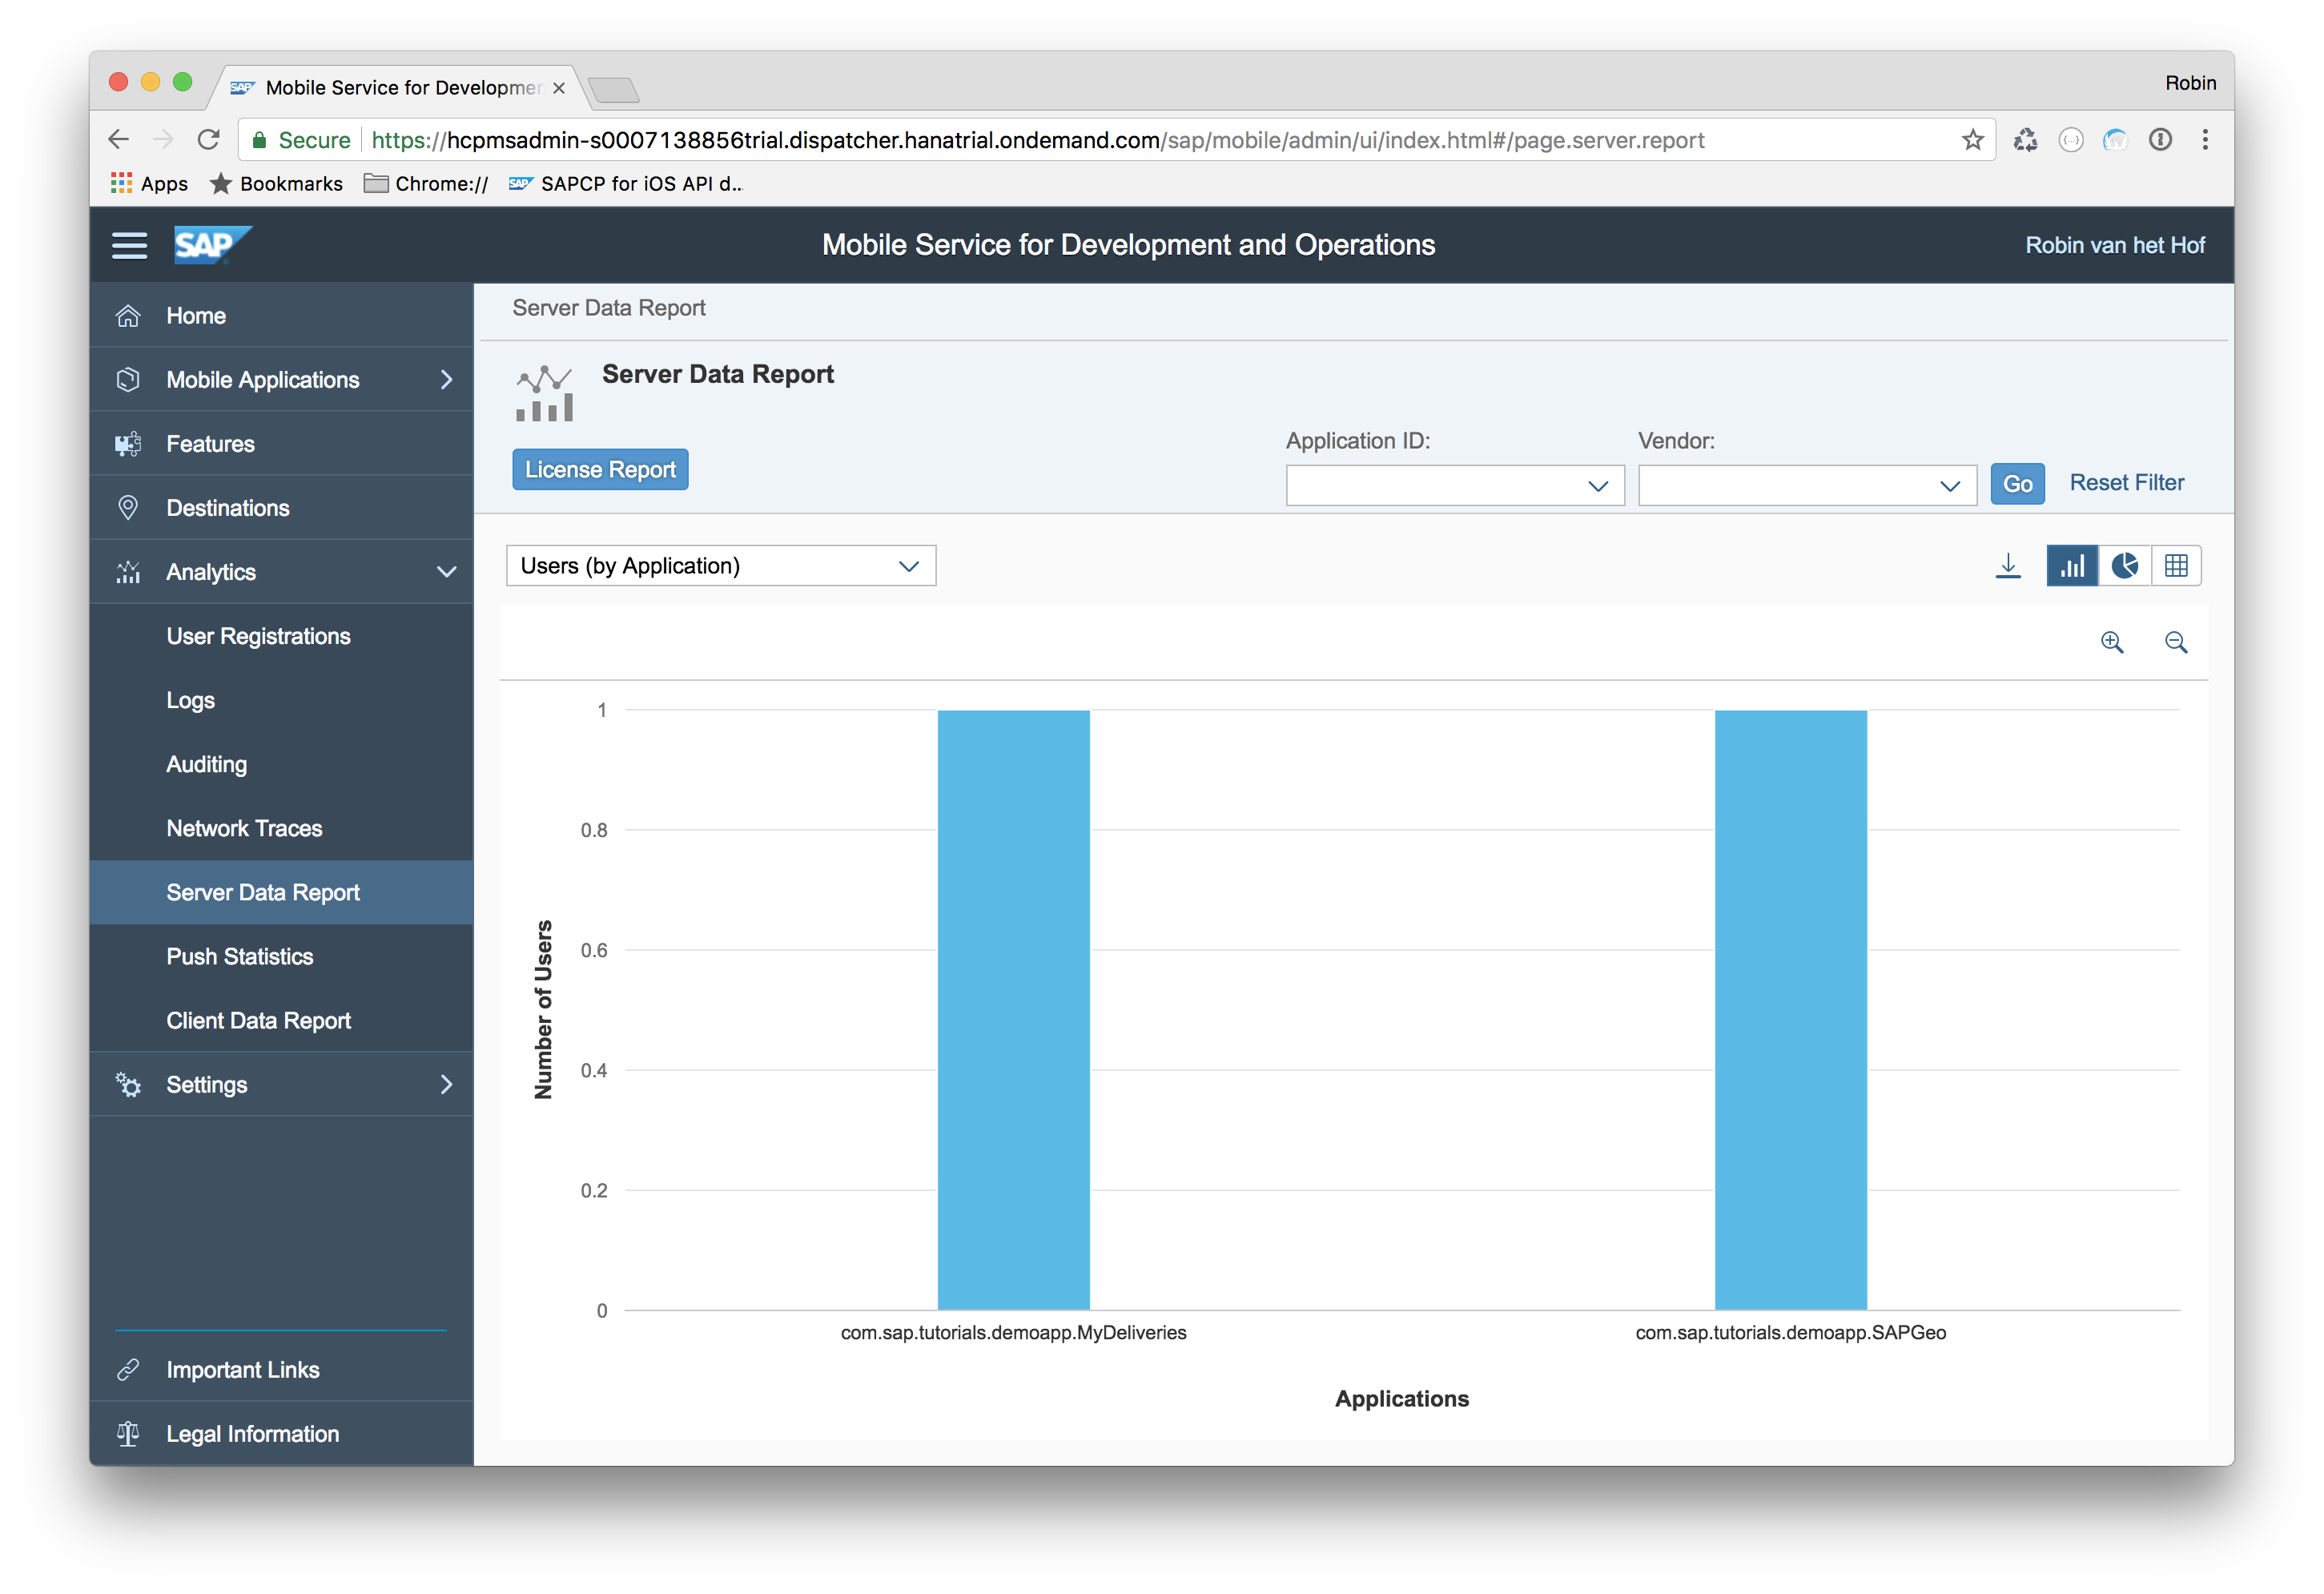 Mobile Service for Developmen
Robin
Secure https://hcpmsadmin-s0007138856trial.dispatcher.hanatrial.ondemand.com/sap/mobile/admin/ui/index.html#/page.server.report
Apps Bookmarks Chrome:// SAP SAPCP for iOS API d...
SAP Mobile Service for Development and Operations Robin van het Hof
Home
Mobile Applications
Features
Destinations
Analytics
User Registrations
Logs
Auditing
Network Traces
Server Data Report
Push Statistics
Client Data Report
Settings
Important Links
Legal Information
Server Data Report
Server Data Report
License Report
Application ID: Vendor:
Go Reset Filter
Users (by Application)
1
0.8
0.6
0.4
0.2
0
Number of Users
com.sap.tutorials.demoapp.MyDeliveries com.sap.tutorials.demoapp.SAPGeo
Applications